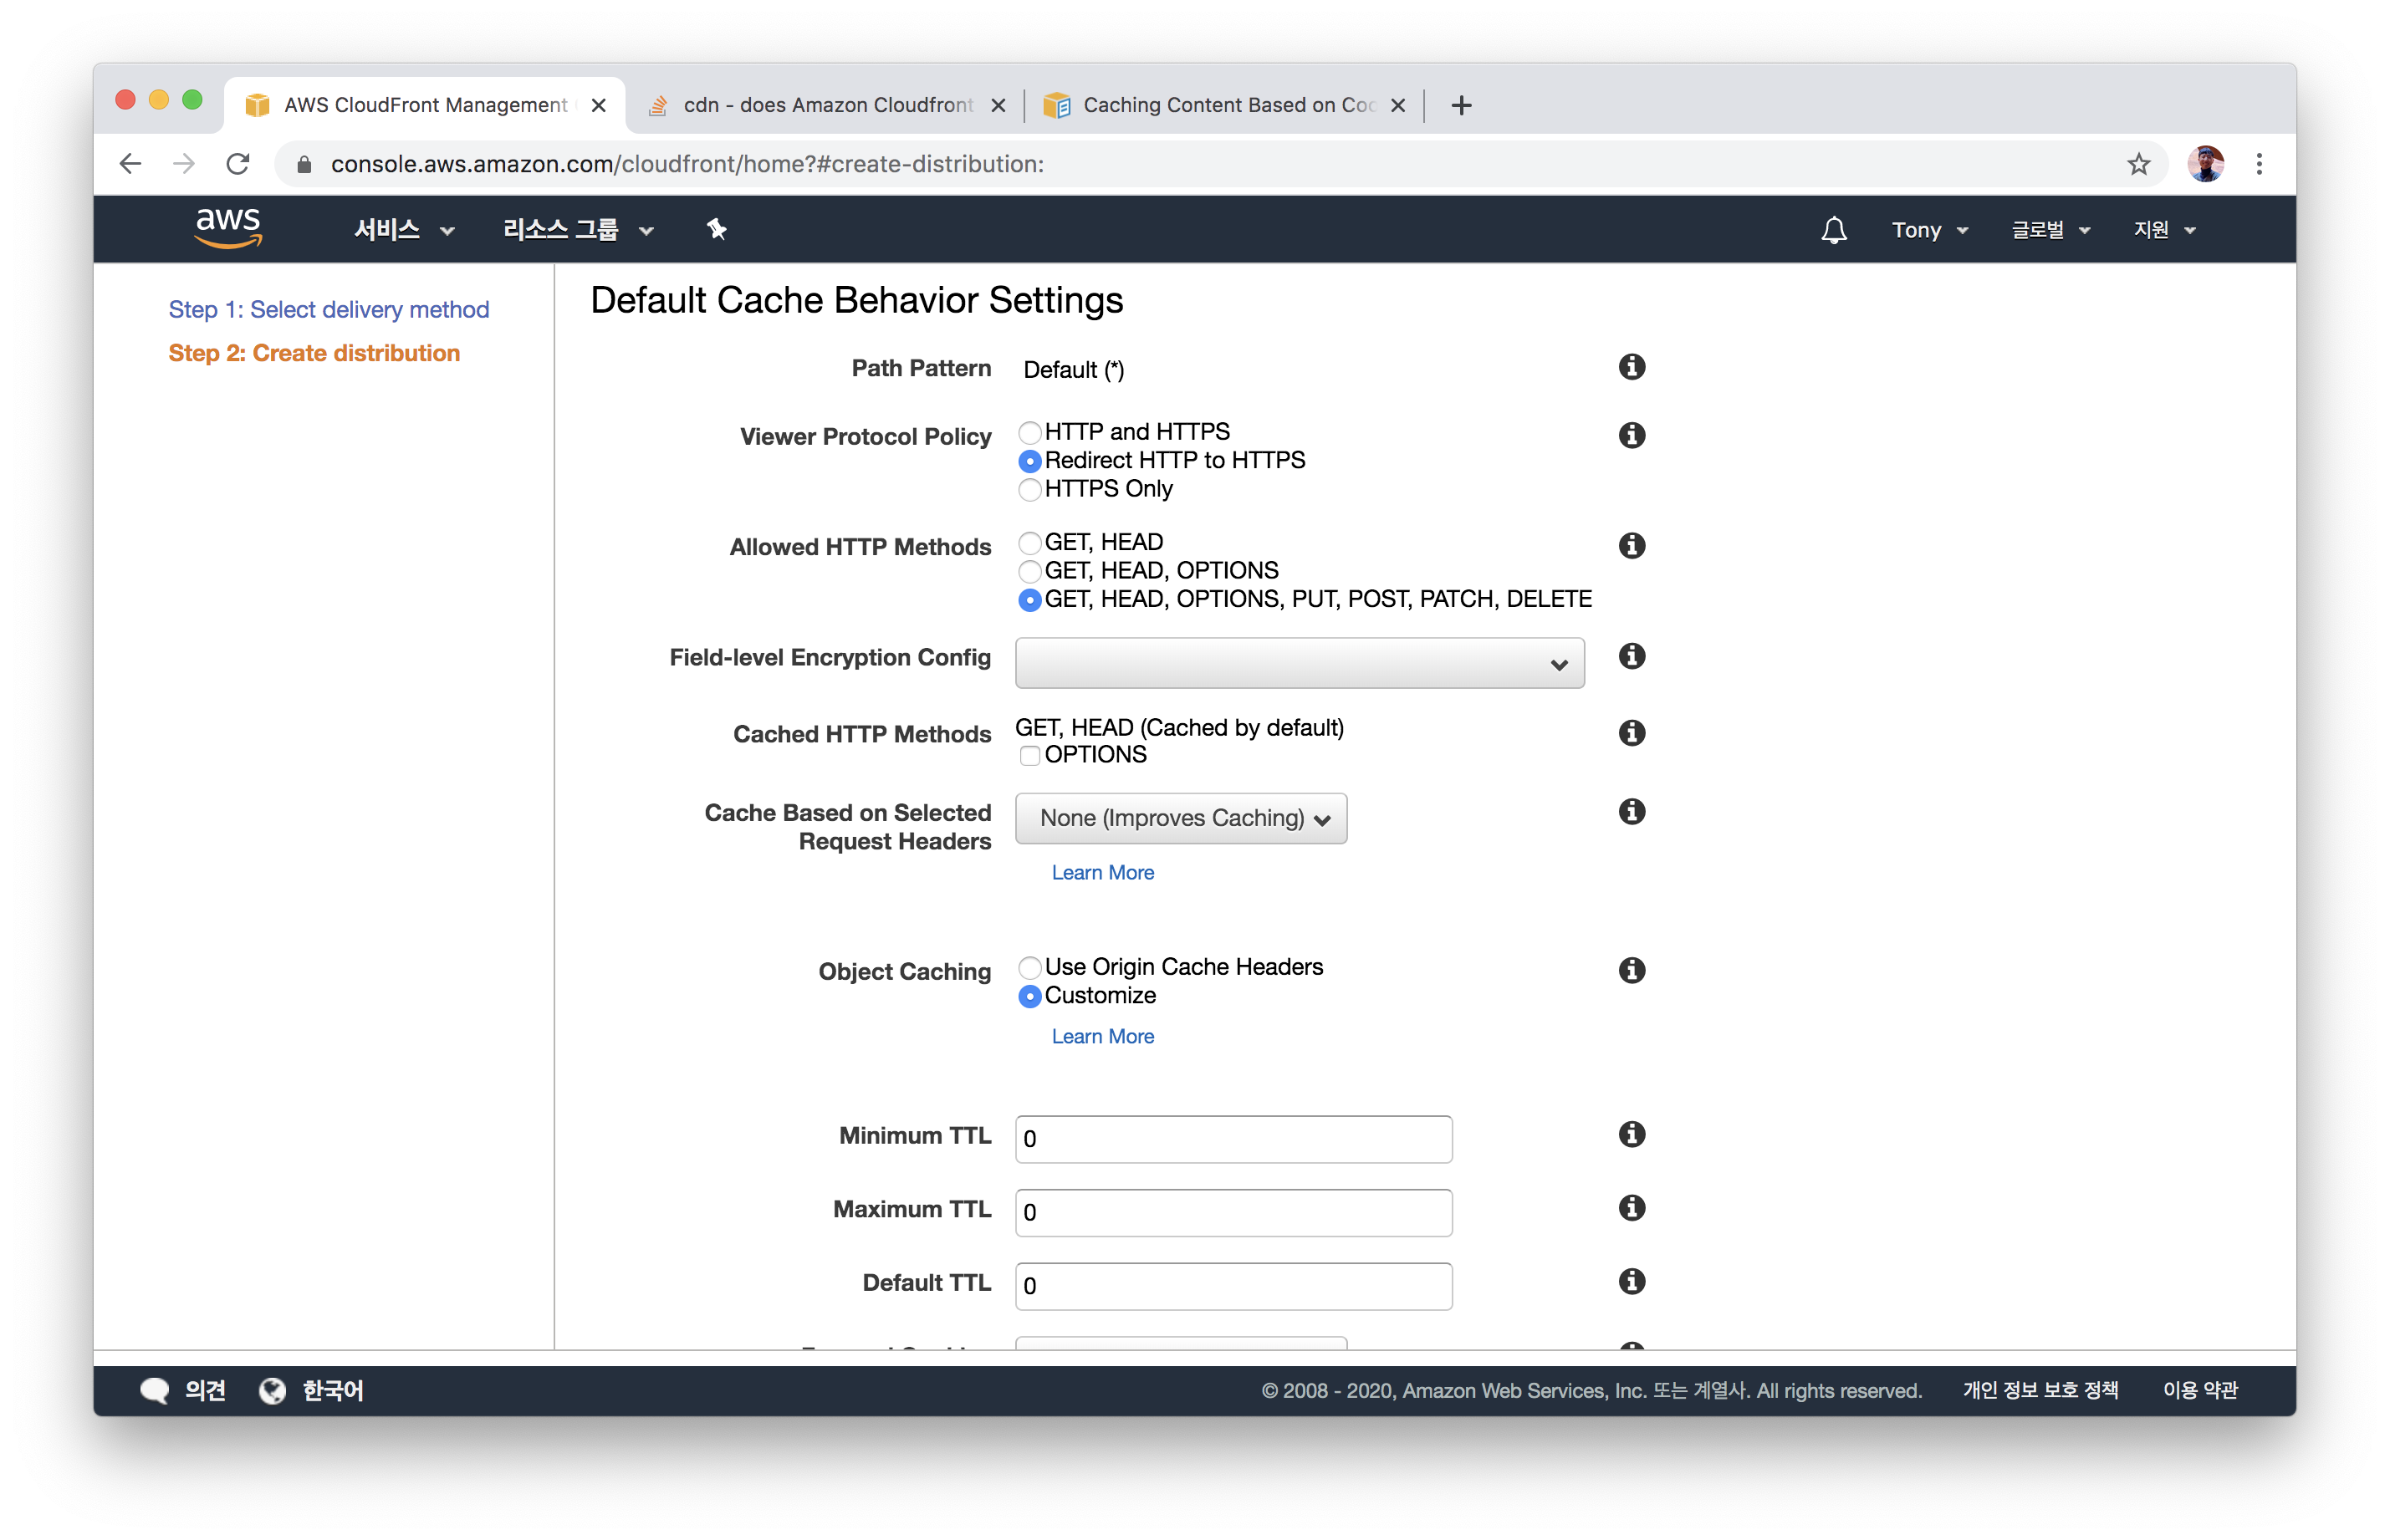 AWS CloudFront Management
cdn - does Amazon Cloudfront
Caching Content Based on Coo
console.aws.amazon.com/cloudfront/home?#create-distribution:
aws
서비스
리소스 그룹
Tony
글로벌
지원
Step 1: Select delivery method
Step 2: Create distribution
Default Cache Behavior Settings
Path Pattern
Default (*)
Viewer Protocol Policy
HTTP and HTTPS
Redirect HTTP to HTTPS
HTTPS Only
Allowed HTTP Methods
GET, HEAD
GET, HEAD, OPTIONS
GET, HEAD, OPTIONS, PUT, POST, PATCH, DELETE
Field-level Encryption Config
Cached HTTP Methods
GET, HEAD (Cached by default)
OPTIONS
Cache Based on Selected
Request Headers
None (Improves Caching)
Learn More
Object Caching
Use Origin Cache Headers
Customize
Learn More
Minimum TTL
0
Maximum TTL
0
Default TTL
0
의견
한국어
© 2008 - 2020, Amazon Web Services, Inc. 또는 계열사. All rights reserved.
개인 정보 보호 정책
이용 약관